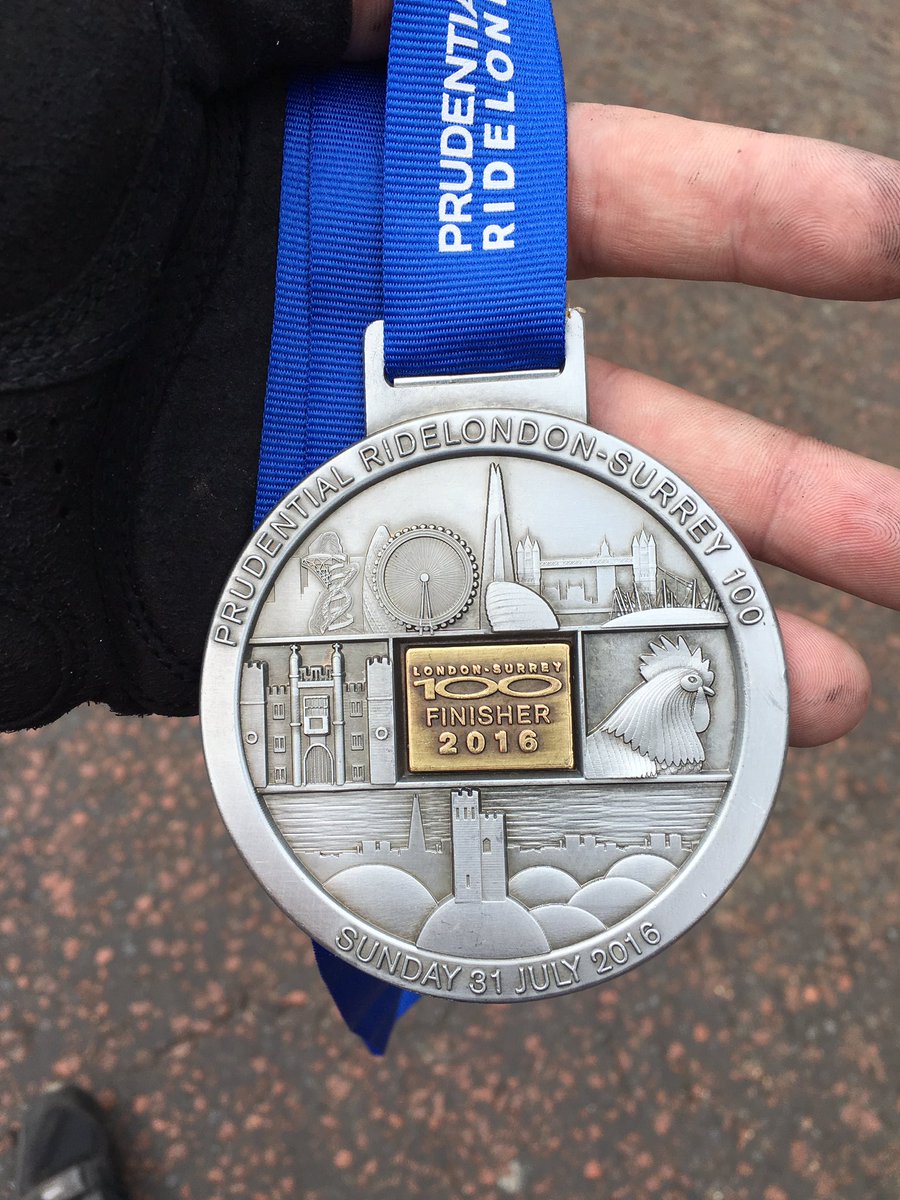 PRUDENTIAL
RIDELON
PRUDENTIAL RIDELONDON-SURREY 100
LONDON-SURREY
100
FINISHER
2016
SUNDAY 31 JULY 2016